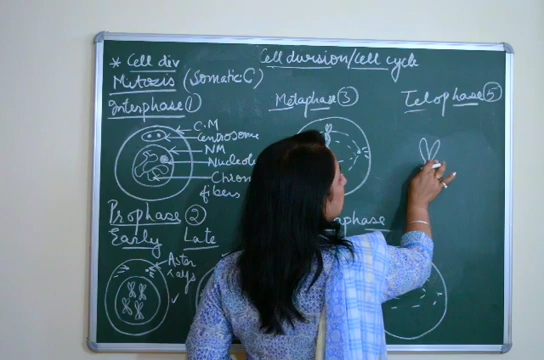 * Cell div
Mitosis (Somatic C)
Interphase 1
C.M
Centrosome
NM
Nucleol
Chrom
fibers
Prophase 2
Early Late
Aster
rays
Cell division/Cell cycle
Metaphase 3
phase
Telophase 5